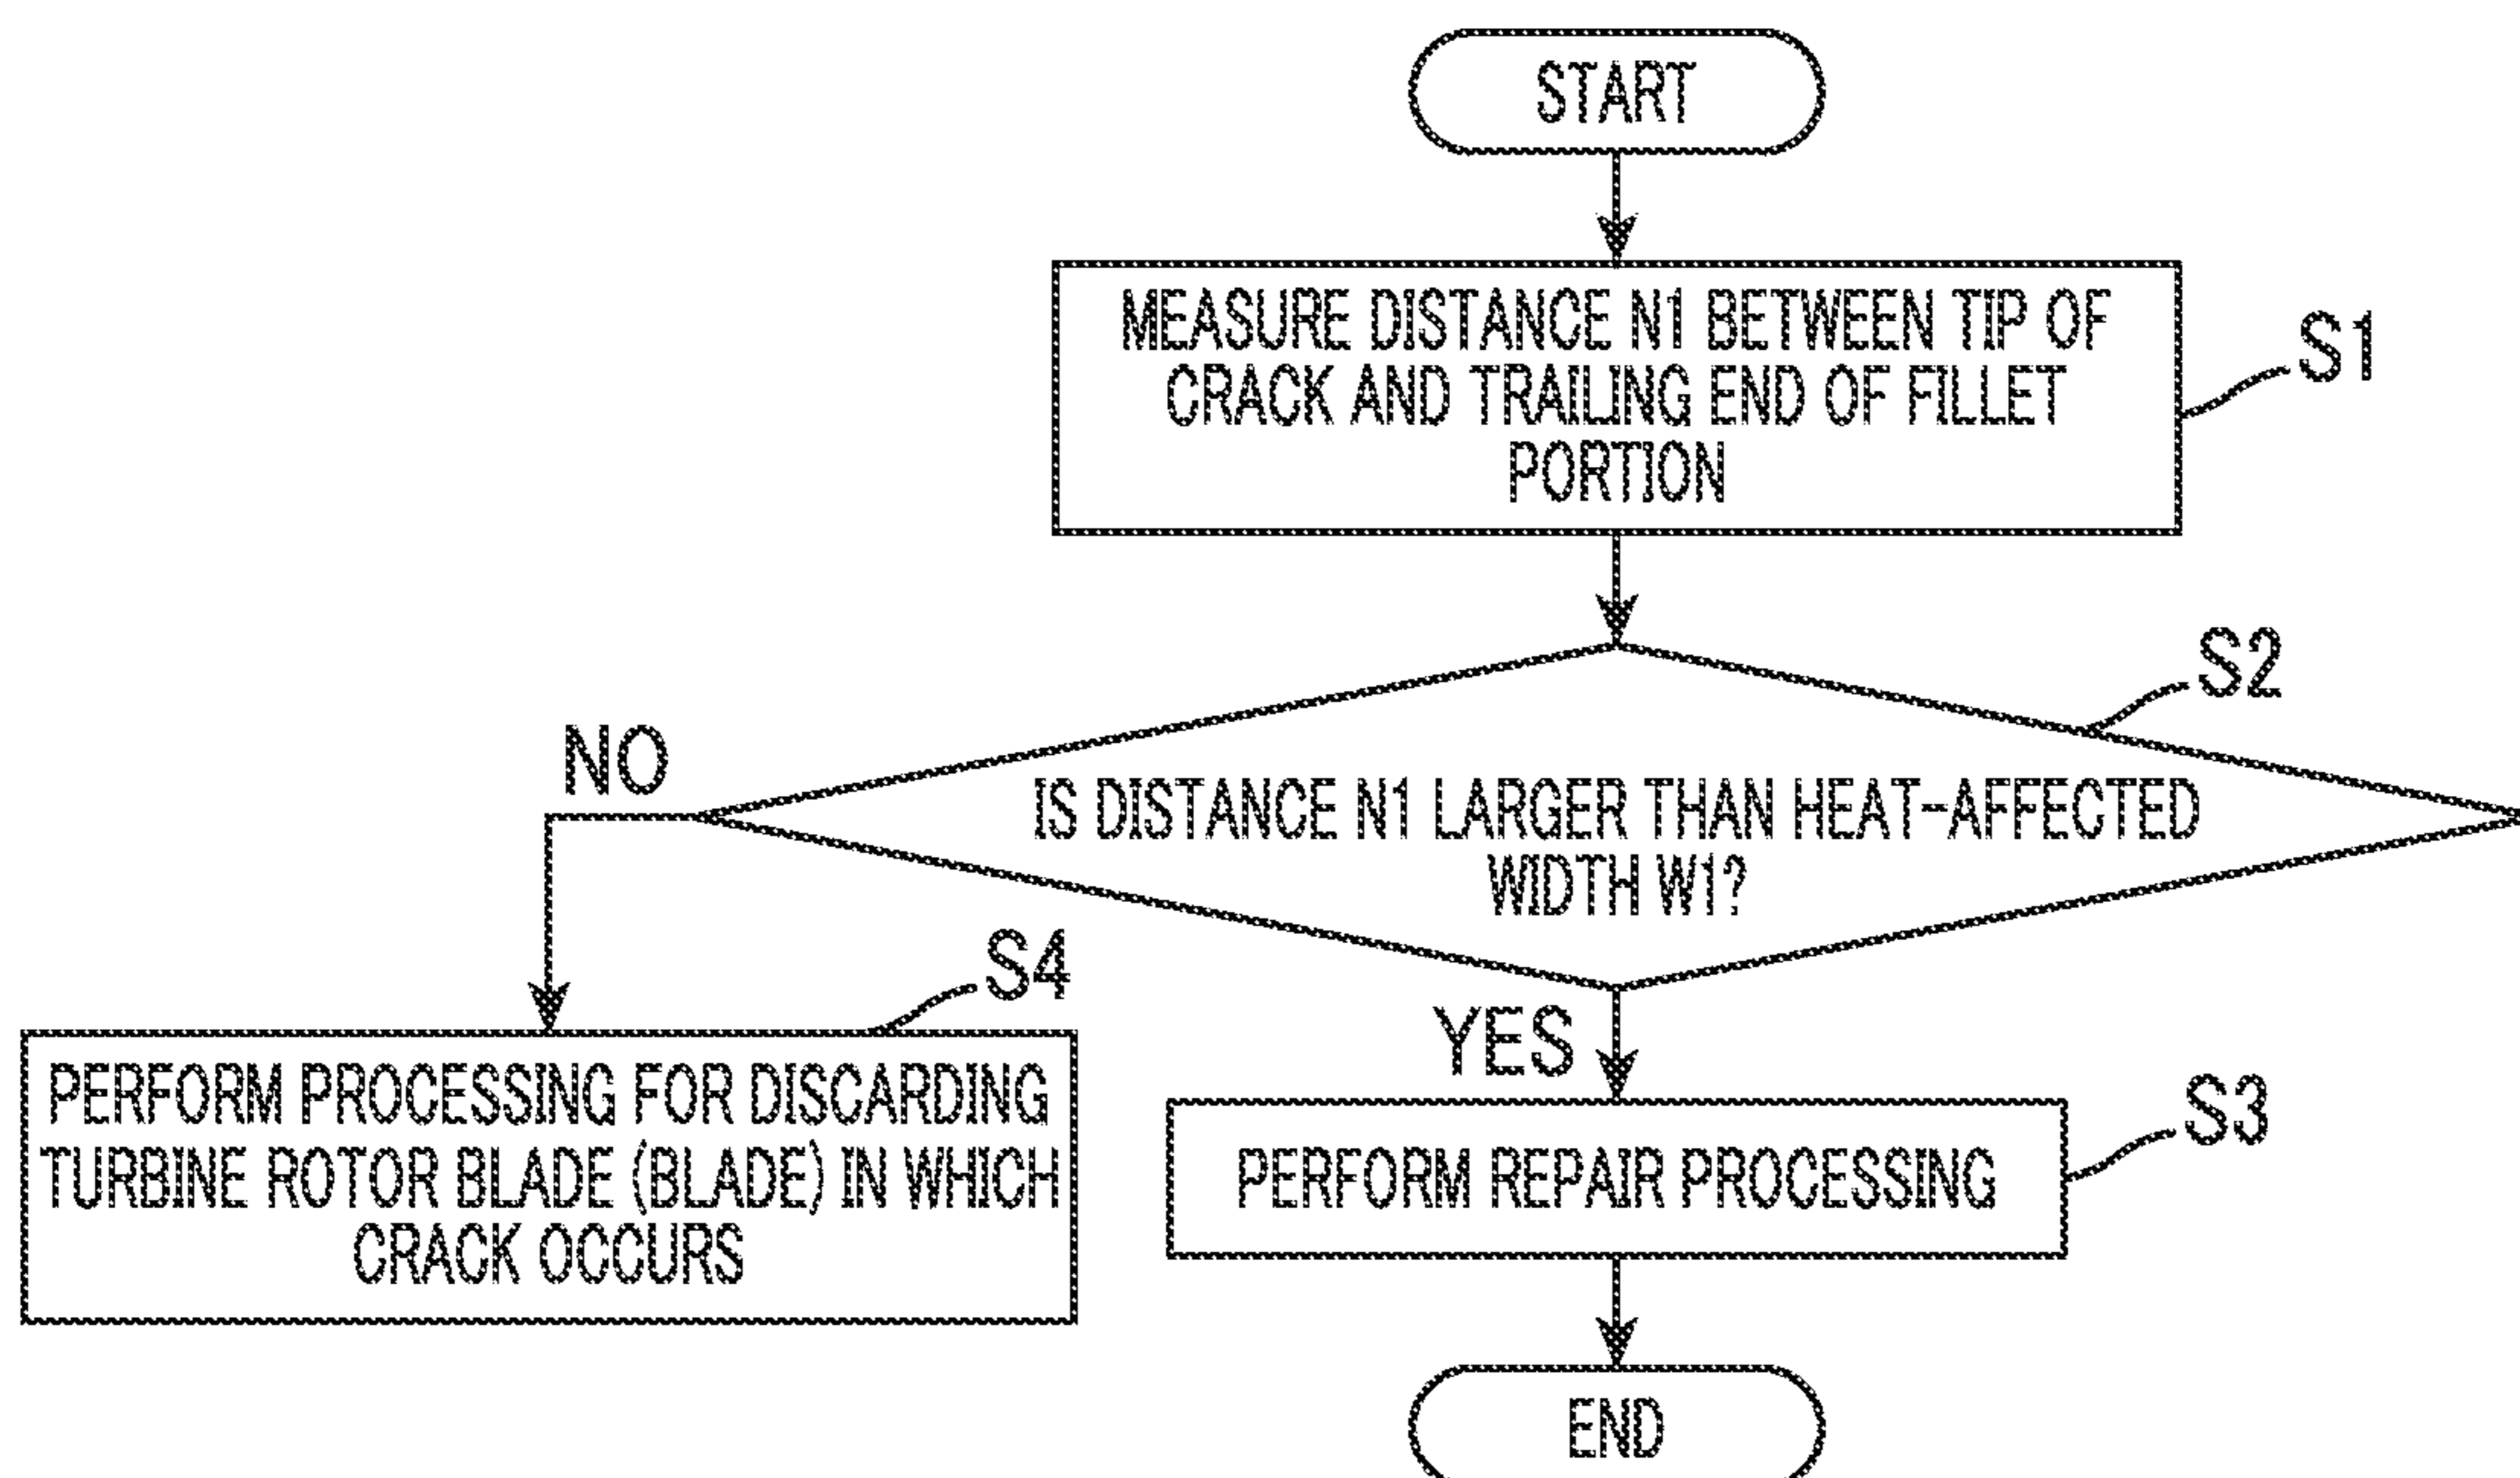 START
MEASURE DISTANCE N1 BETWEEN TIP OF
CRACK AND TRAILING END OF FILLET
PORTION
S1
S2
NO
IS DISTANCE N1 LARGER THAN HEAT-AFFECTED
WIDTH W1?
S4
YES
PERFORM PROCESSING FOR DISCARDING
TURBINE ROTOR BLADE (BLADE) IN WHICH
CRACK OCCURS
S3
PERFORM REPAIR PROCESSING
END